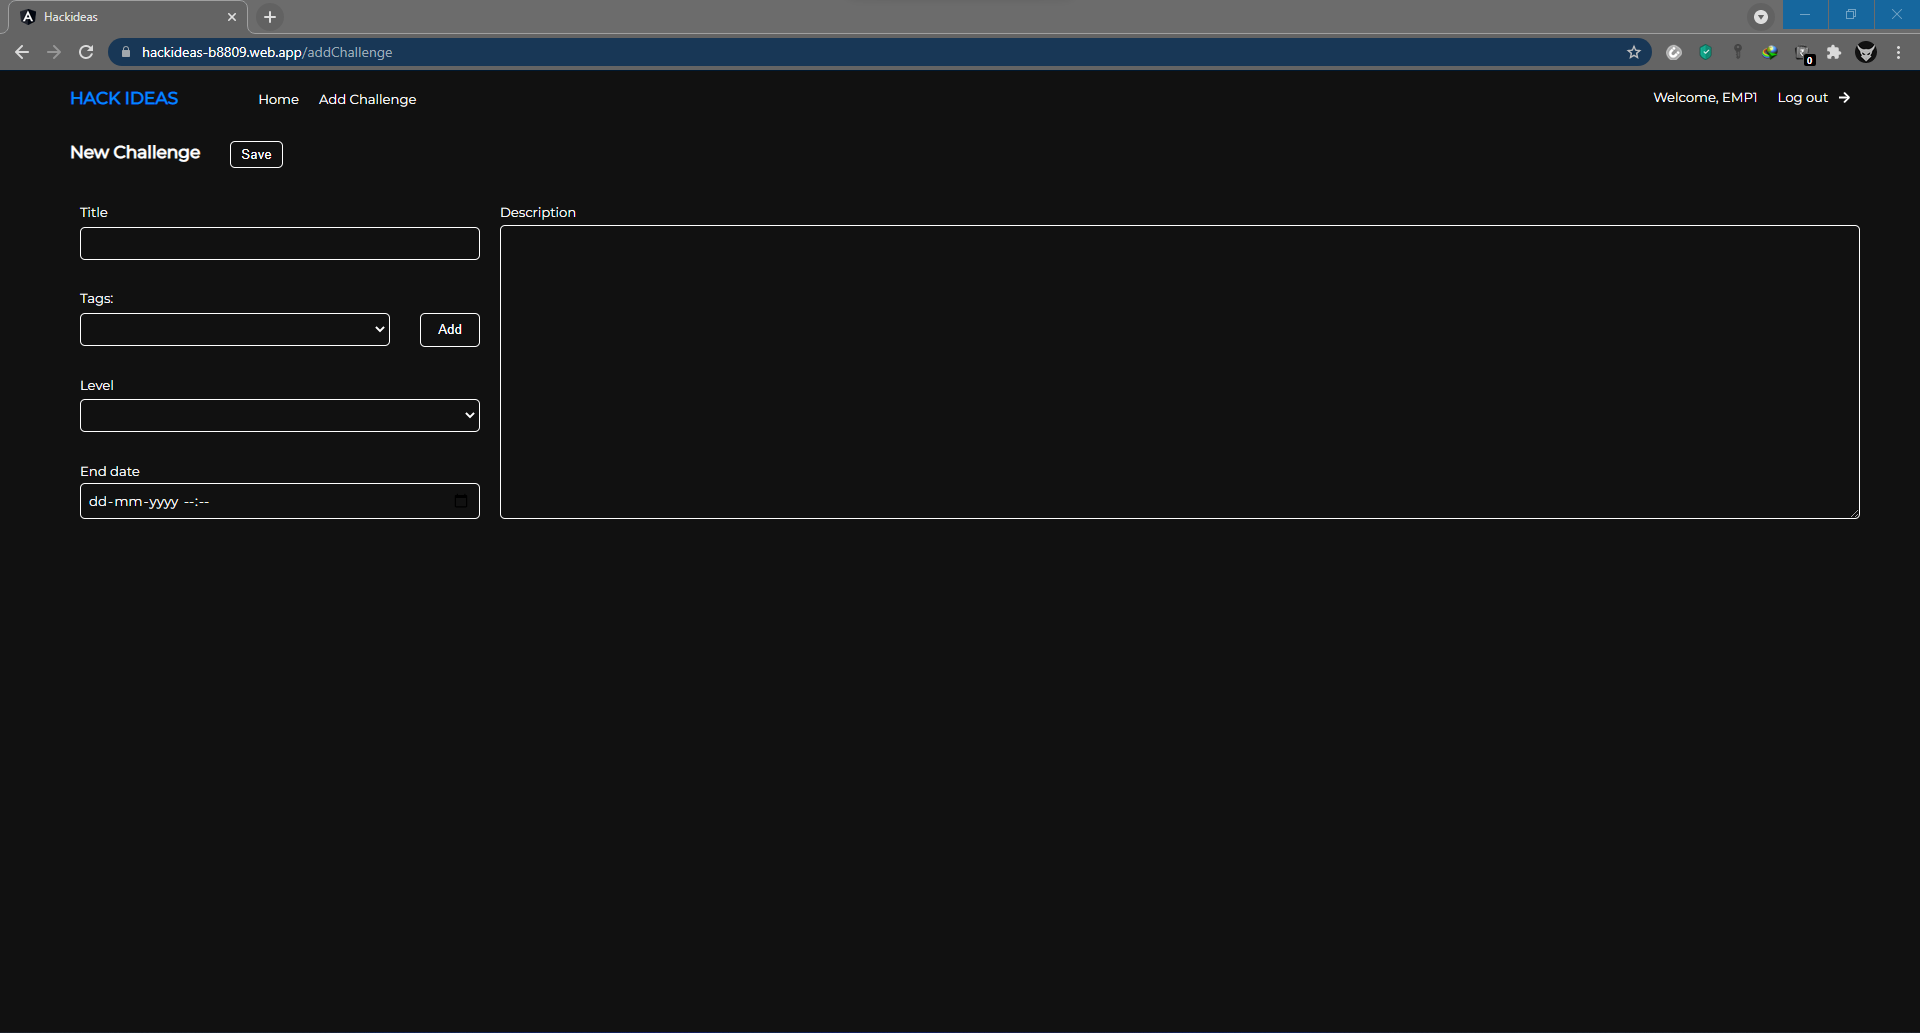 Hackideas
hackideas-b8809.web.app/addChallenge
0
HACK IDEAS Home Add Challenge Welcome, EMP1 Log out
New Challenge Save
Title
Description
Tags:
Add
Level
End date
dd-mm-yyyy --:--